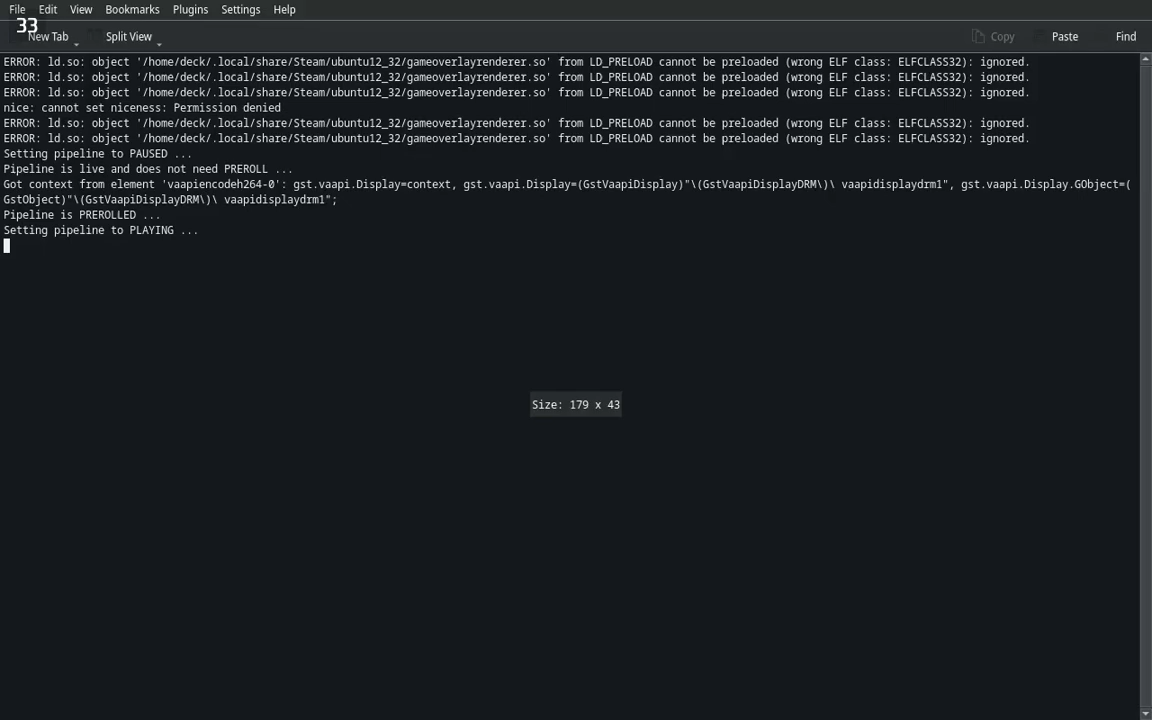 File Edit View Bookmarks Plugins Settings Help
33
New Tab Split View Copy Paste Find
ERROR: ld.so: object '/home/deck/.local/share/Steam/ubuntu12_32/gameoverlayrenderer.so' from LD_PRELOAD cannot be preloaded (wrong ELF class: ELFCLASS32): ignored.
ERROR: ld.so: object '/home/deck/.local/share/Steam/ubuntu12_32/gameoverlayrenderer.so' from LD_PRELOAD cannot be preloaded (wrong ELF class: ELFCLASS32): ignored.
ERROR: ld.so: object '/home/deck/.local/share/Steam/ubuntu12_32/gameoverlayrenderer.so' from LD_PRELOAD cannot be preloaded (wrong ELF class: ELFCLASS32): ignored.
nice: cannot set niceness: Permission denied
ERROR: ld.so: object '/home/deck/.local/share/Steam/ubuntu12_32/gameoverlayrenderer.so' from LD_PRELOAD cannot be preloaded (wrong ELF class: ELFCLASS32): ignored.
ERROR: ld.so: object '/home/deck/.local/share/Steam/ubuntu12_32/gameoverlayrenderer.so' from LD_PRELOAD cannot be preloaded (wrong ELF class: ELFCLASS32): ignored.
Setting pipeline to PAUSED ...
Pipeline is live and does not need PREROLL ...
Got context from element 'vaapiencodeh264-0': gst.vaapi.Display=context, gst.vaapi.Display=(GstVaapiDisplay)"\(GstVaapiDisplayDRM\)\ vaapidisplaydrm1", gst.vaapi.Display.GObject=(
GstObject)"\(GstVaapiDisplayDRM\)\ vaapidisplaydrm1";
Pipeline is PREROLLED ...
Setting pipeline to PLAYING ...
Size: 179 x 43